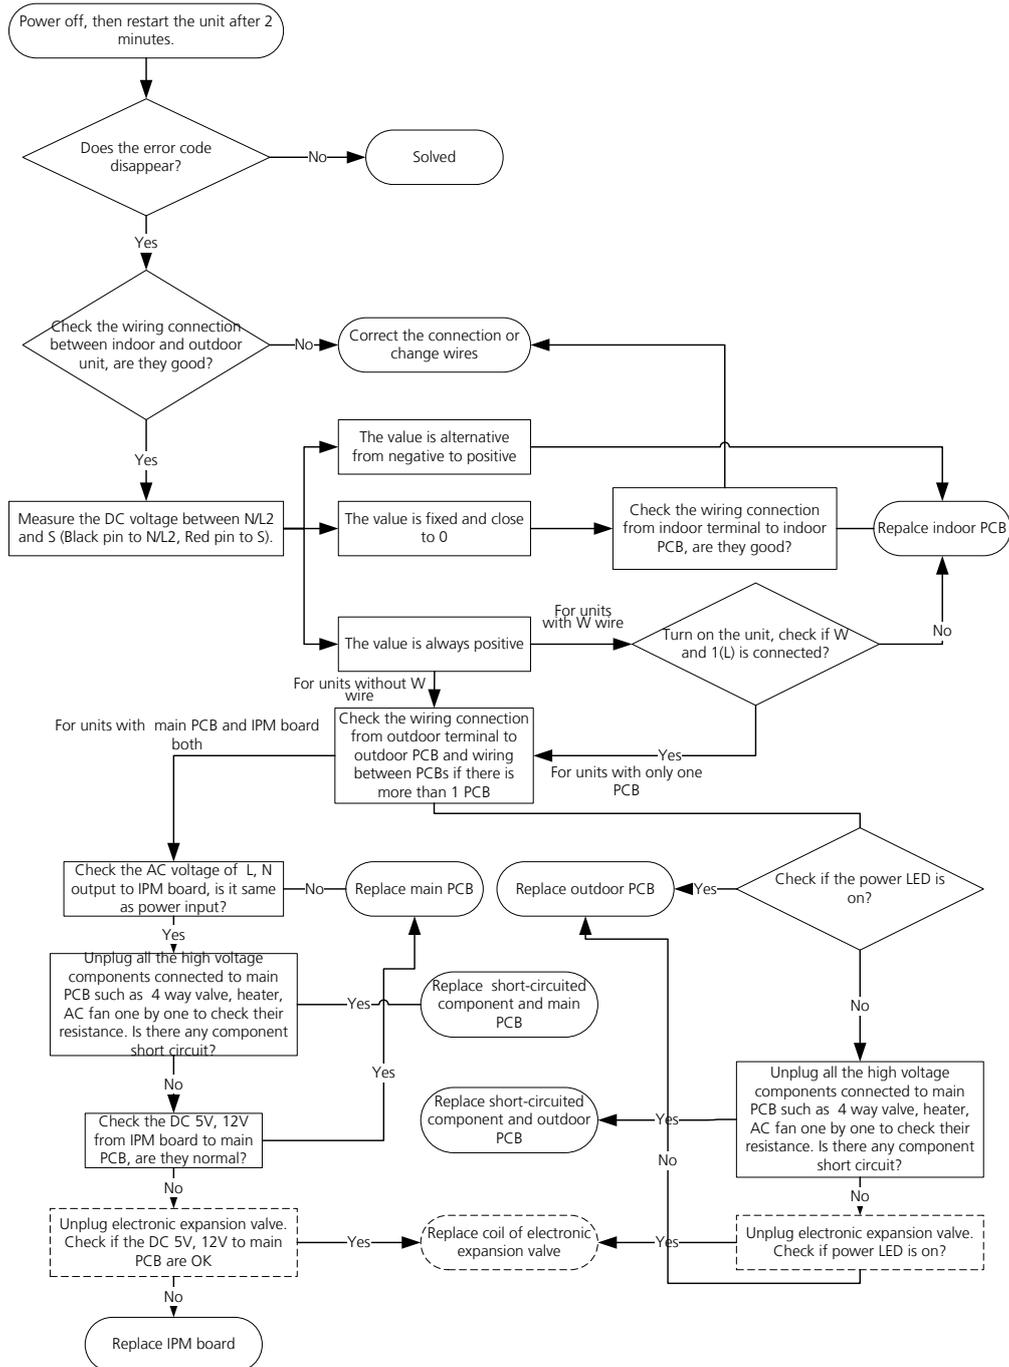 Power off, then restart the unit after 2
minutes.
Does the error code
disappear?
No
Solved
Yes
Check the wiring connection
between indoor and outdoor
unit, are they good?
No
Correct the connection or
change wires
Yes
The value is alternative
from negative to positive
Measure the DC voltage between N/L2
and S (Black pin to N/L2, Red pin to S).
The value is fixed and close
to 0
Check the wiring connection
from indoor terminal to indoor
PCB, are they good?
Repalce indoor PCB
The value is always positive
For units
with W wire
Turn on the unit, check if W
and 1(L) is connected?
No
For units without W
wire
For units with  main PCB and IPM board
both
Check the wiring connection
from outdoor terminal to
outdoor PCB and wiring
between PCBs if there is
more than 1 PCB
Yes
For units with only one
PCB
Check the AC voltage of  L, N
output to IPM board, is it same
as power input?
No
Replace main PCB
Replace outdoor PCB
Yes
Check if the power LED is
on?
Yes
Unplug all the high voltage
components connected to main
PCB such as  4 way valve, heater,
AC fan one by one to check their
resistance. Is there any component
short circuit?
Yes
Replace  short-circuited
component and main
PCB
No
No
Yes
Check the DC 5V, 12V
from IPM board to main
PCB, are they normal?
Replace short-circuited
component and outdoor
PCB
Yes
Unplug all the high voltage
components connected to main
PCB such as  4 way valve, heater,
AC fan one by one to check their
resistance. Is there any component
short circuit?
No
No
No
Unplug electronic expansion valve.
Check if the DC 5V, 12V to main
PCB are OK
Yes
Replace coil of electronic
expansion valve
Yes
Unplug electronic expansion valve.
Check if power LED is on?
No
Replace IPM board